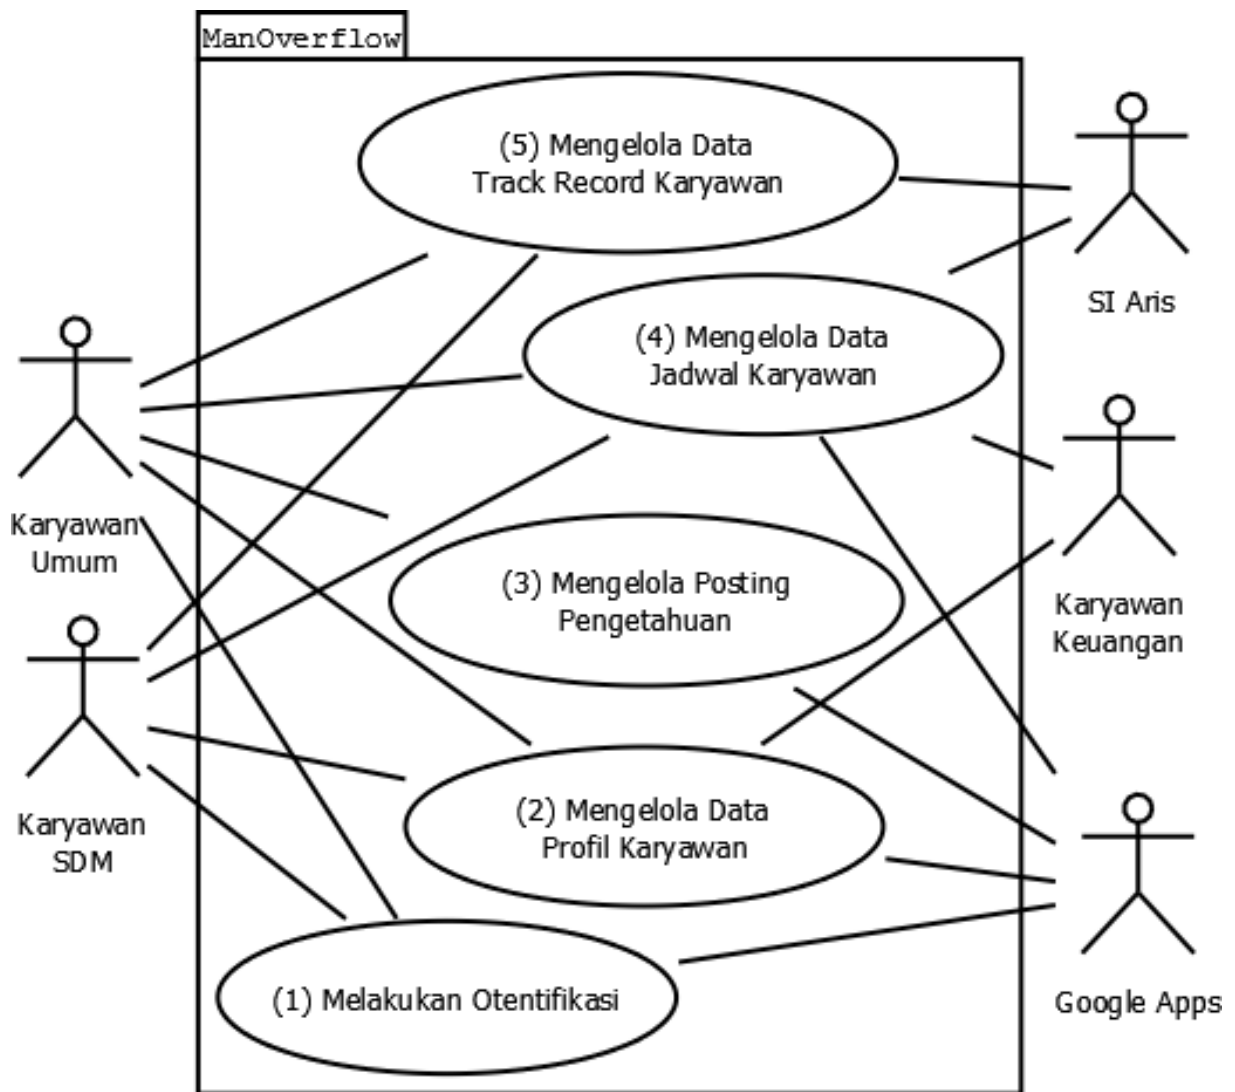 ManOverflow
(5) Mengelola Data
Track Record Karyawan
SI Aris
(4) Mengelola Data
Jadwal Karyawan
Karyawan
Umum
(3) Mengelola Posting
Pengetahuan
Karyawan
Keuangan
Karyawan
SDM
(2) Mengelola Data
Profil Karyawan
(1) Melakukan Otentifikasi
Google Apps